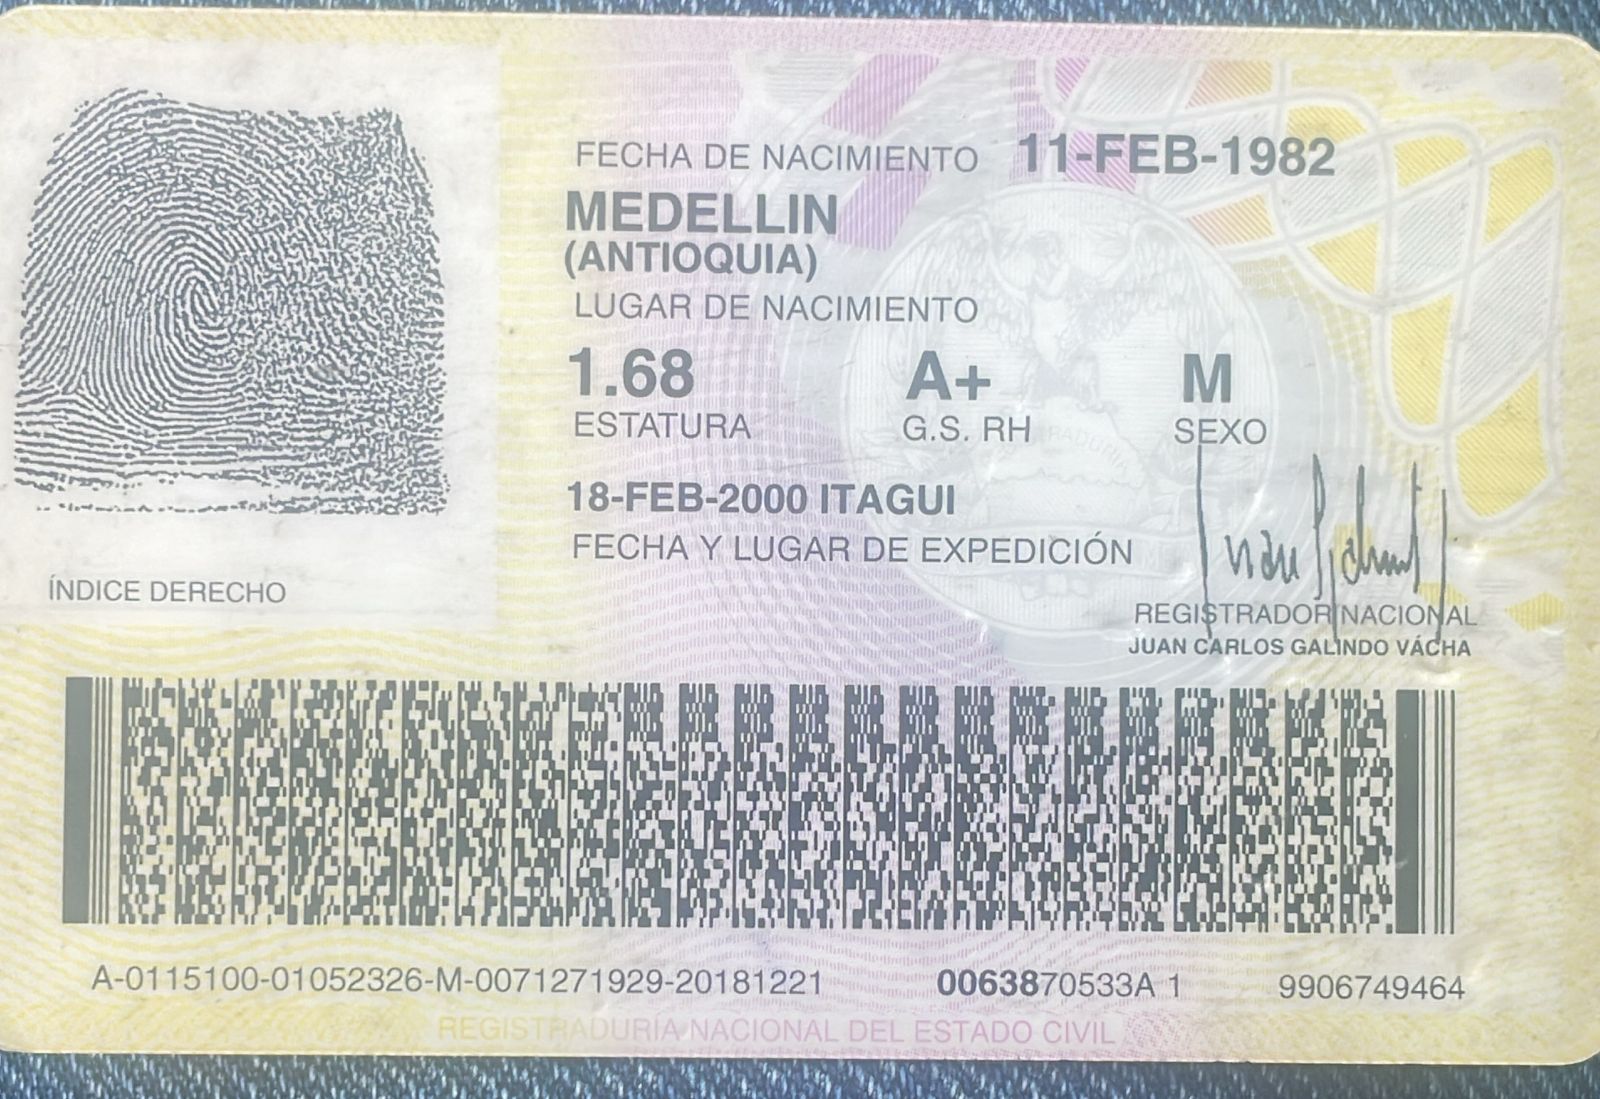 FECHA DE NACIMIENTO 11-FEB-1982
MEDELLIN
(ANTIOQUIA)
LUGAR DE NACIMIENTO
1.68 A+ M
ESTATURA G.S. RH SEXO
18-FEB-2000 ITAGUI
FECHA Y LUGAR DE EXPEDICIÓN
ÍNDICE DERECHO
REGISTRADOR NACIONAL
JUAN CARLOS GALINDO VÁCHA
A-0115100-01052326-M-0071271929-20181221 0063870533A 1 9906749464
REGISTRADURÍA NACIONAL DEL ESTADO CIVIL